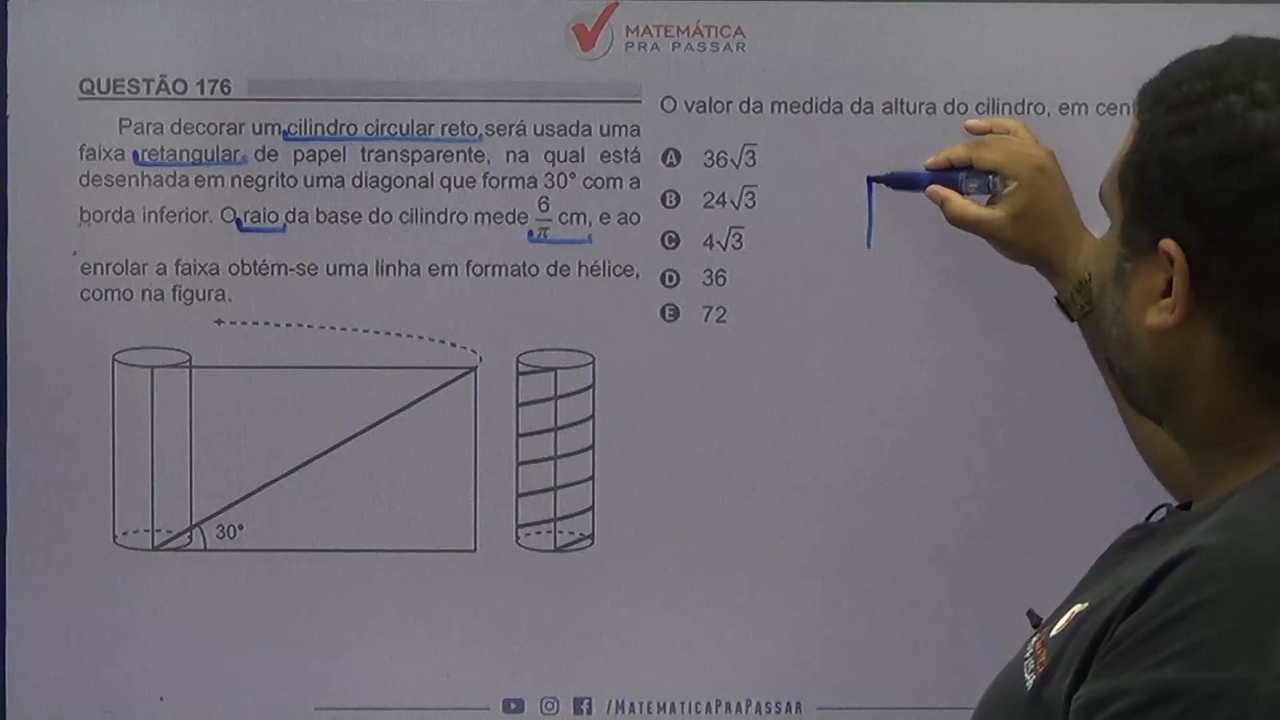 MATEMÁTICA
PRA PASSAR
QUESTÃO 176
Para decorar um cilindro circular reto será usada uma
faixa retangular de papel transparente, na qual está
desenhada em negrito uma diagonal que forma 30° com a
borda inferior. O raio da base do cilindro mede 6/π cm, e ao
enrolar a faixa obtém-se uma linha em formato de hélice,
como na figura.
30°
O valor da medida da altura do cilindro, em
A 36√3
B 24√3
C 4√3
D 36
E 72
/MATEMATICAPRAPASSAR